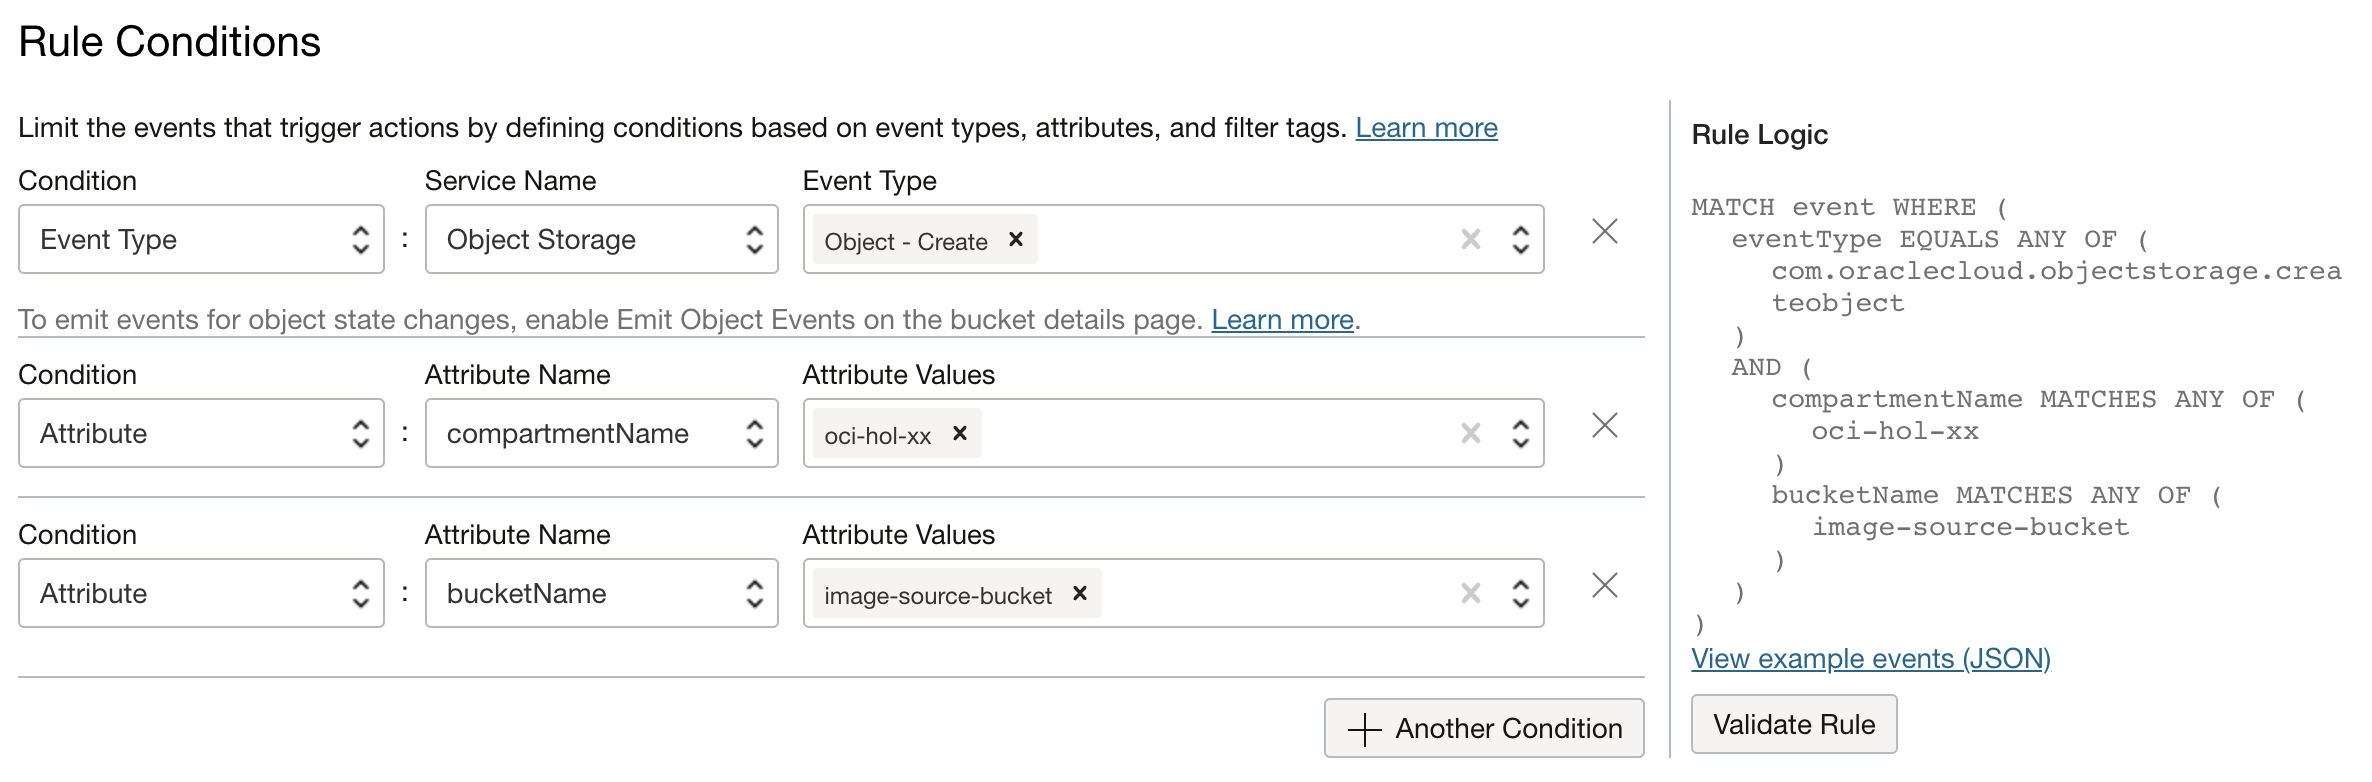 Rule Conditions
Limit the events that trigger actions by defining conditions based on event types, attributes, and filter tags. Learn more
Condition
Service Name
Event Type
Event Type
:
Object Storage
Object - Create ×
To emit events for object state changes, enable Emit Object Events on the bucket details page. Learn more.
Condition
Attribute Name
Attribute Values
Attribute
:
compartmentName
oci-hol-xx ×
Condition
Attribute Name
Attribute Values
Attribute
:
bucketName
image-source-bucket ×
+ Another Condition
Rule Logic
MATCH event WHERE (
eventType EQUALS ANY OF (
com.oraclecloud.objectstorage.crea
teobject
)
AND (
compartmentName MATCHES ANY OF (
oci-hol-xx
)
bucketName MATCHES ANY OF (
image-source-bucket
)
)
)
View example events (JSON)
Validate Rule